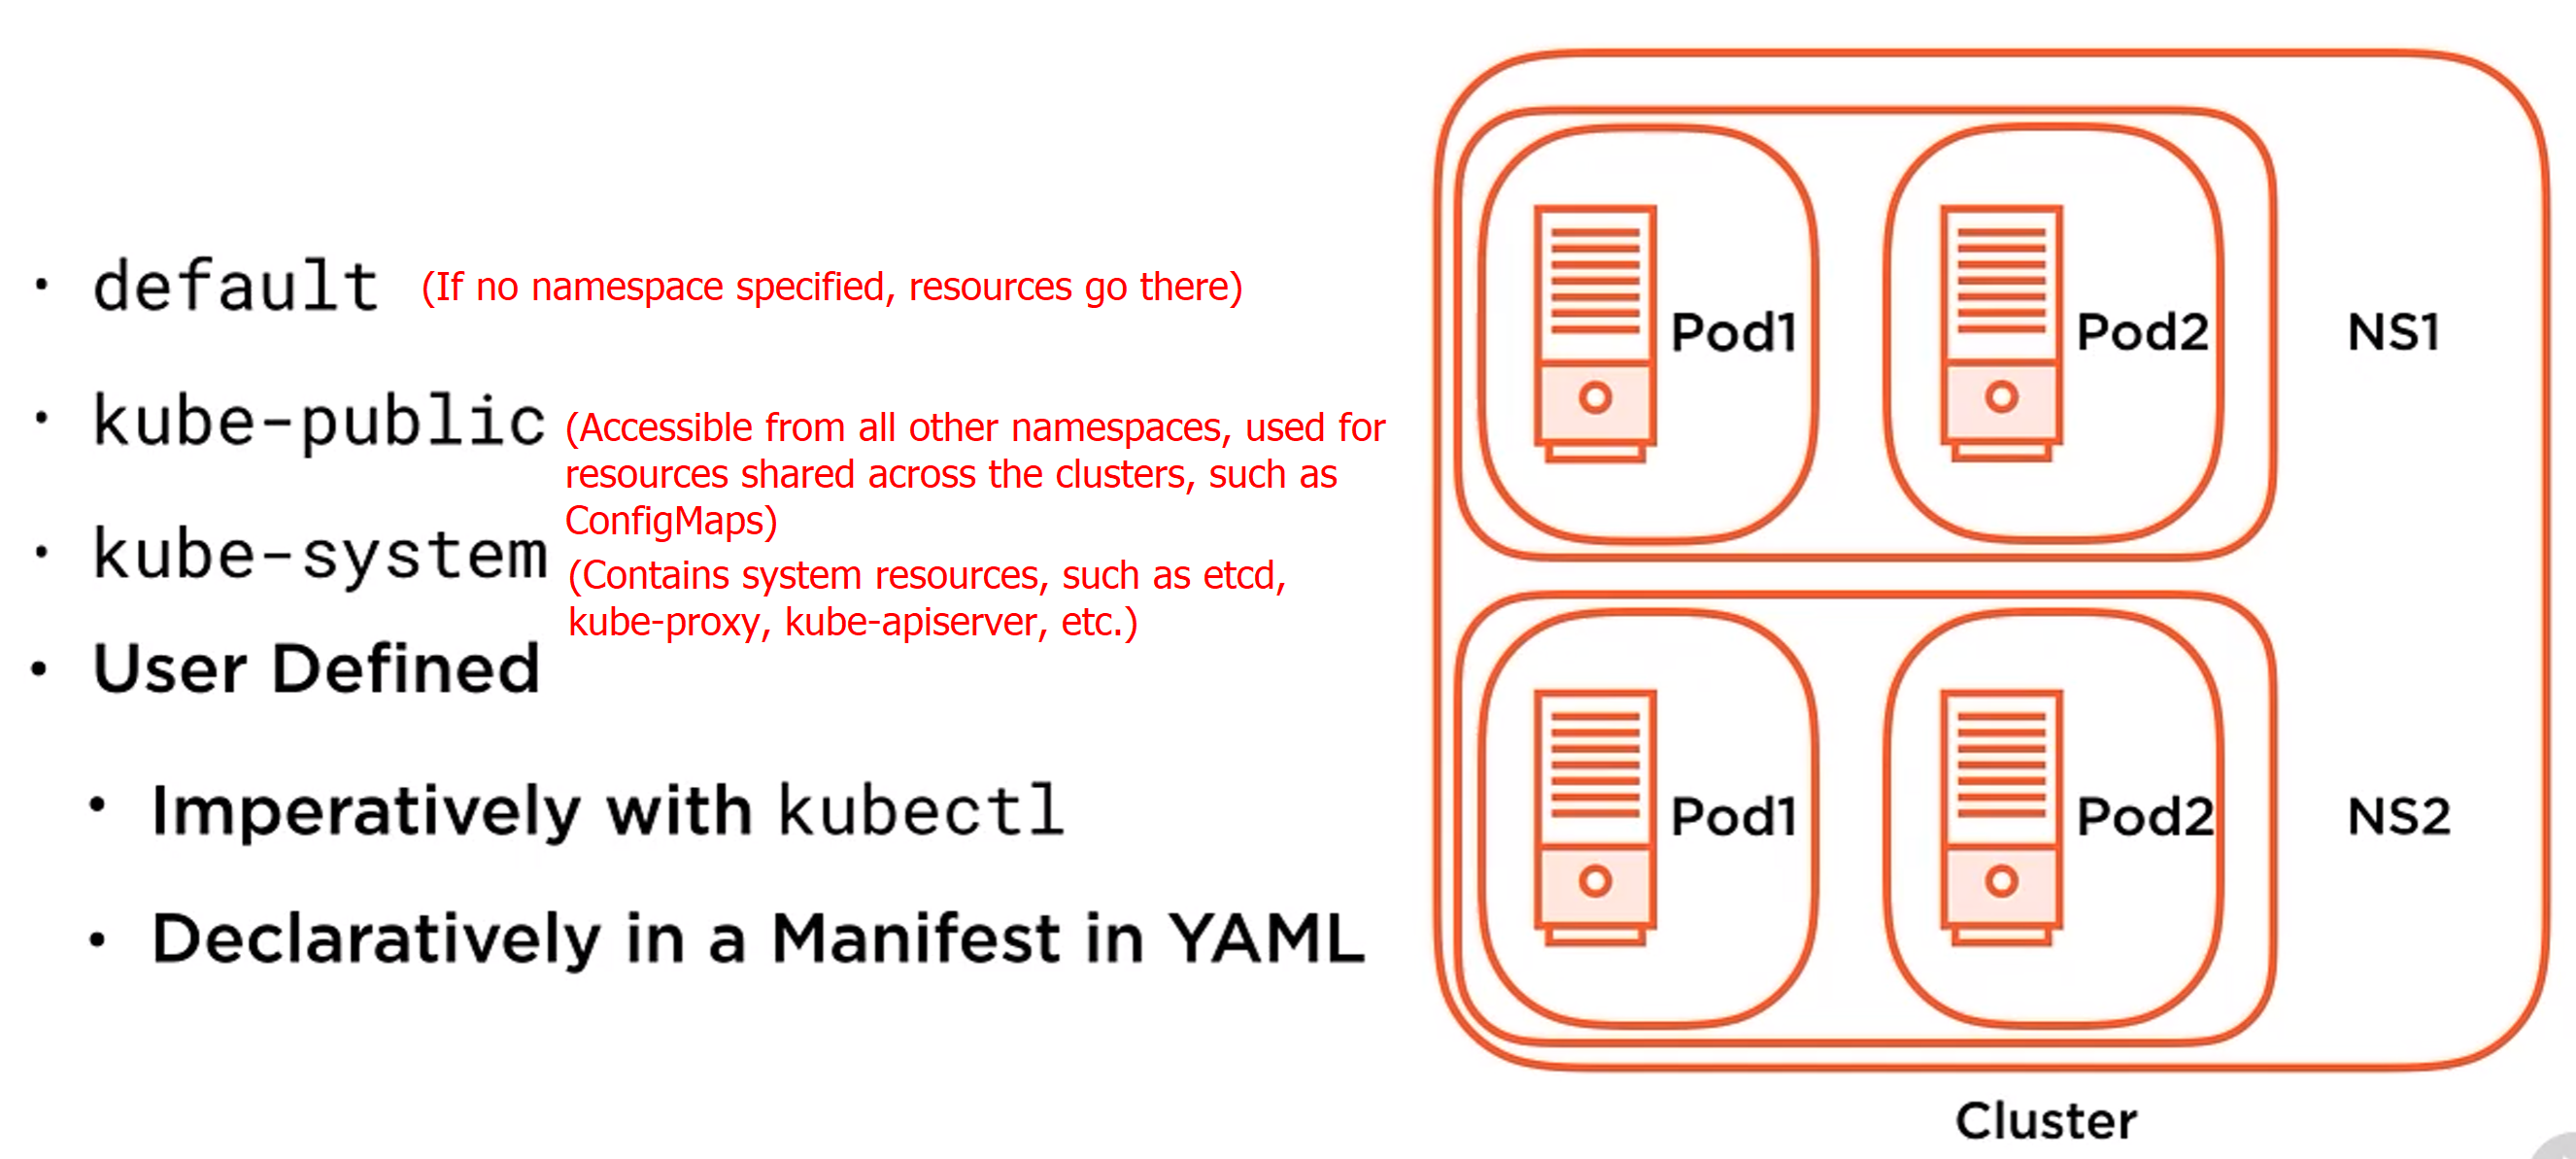 · default (If no namespace specified, resources go there)
· kube-public (Accessible from all other namespaces, used for
resources shared across the clusters, such as
ConfigMaps)
· kube-system (Contains system resources, such as etcd,
kube-proxy, kube-apiserver, etc.)
· User Defined
· Imperatively with kubectl
· Declaratively in a Manifest in YAML
Pod1
Pod2
NS1
Pod1
Pod2
NS2
Cluster